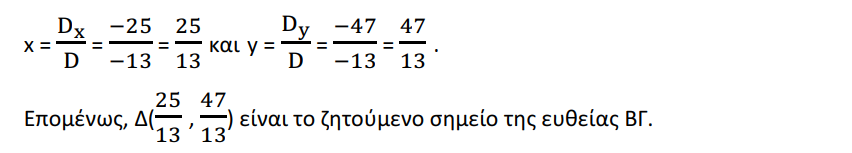 x = Dₓ/D = −25/−13 = 25/13 και y = D_y/D = −47/−13 = 47/13 .
Επομένως, Δ(25/13 , 47/13) είναι το ζητούμενο σημείο της ευθείας ΒΓ.